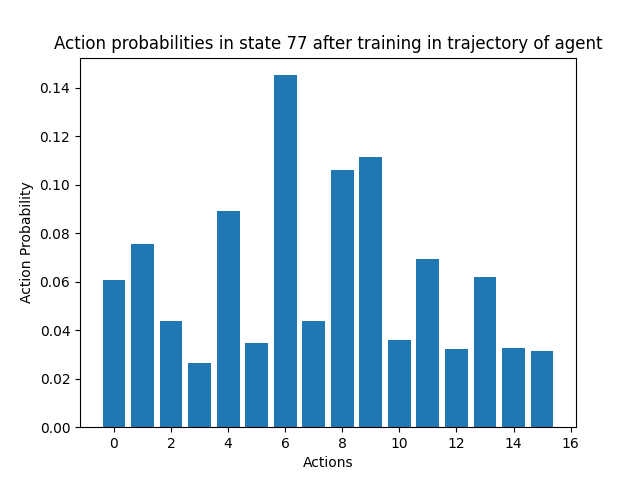 Action probabilities in state 77 after training in trajectory of agent
0.14
0.12
0.10
0.08
0.06
0.04
0.02
0.00
Action Probability
0 2 4 6 8 10 12 14 16
Actions